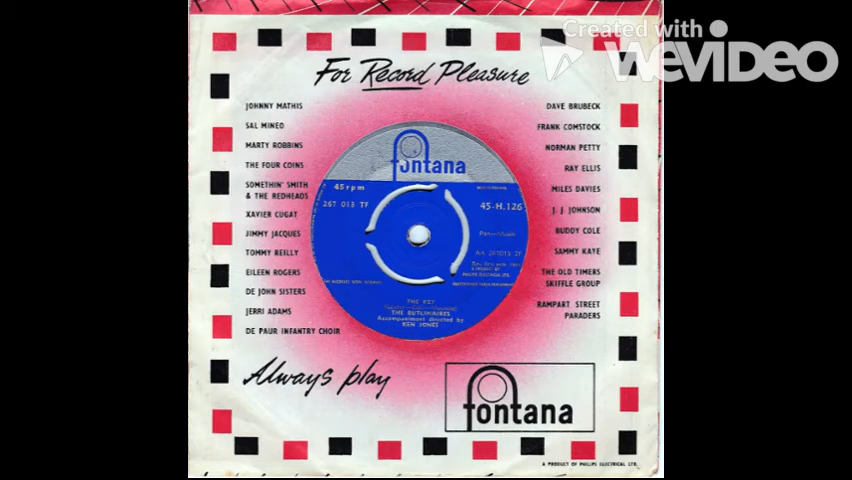 Created with
WeVIDEO
For Record Pleasure
JOHNNY MATHIS
SAL MINEO
MARTY ROBBINS
THE FOUR COINS
SOMETHIN' SMITH
& THE REDHEADS
XAVIER CUGAT
JIMMY JACQUES
TOMMY REILLY
EILEEN ROGERS
DE JOHN SISTERS
JERRI ADAMS
DE PAUR INFANTRY CHOIR
DAVE BRUBECK
FRANK COMSTOCK
NORMAN PETTY
RAY ELLIS
MILES DAVIES
J. J. JOHNSON
BUDDY COLE
SAMMY KAYE
THE OLD TIMERS
SKIFFLE GROUP
RAMPART STREET
PARADERS
fontana
45 rpm
267 013 TF
45-H.126
THE KEY
THE BUTLINAIRES
Accompaniment directed by
KEN JONES
Always play
fontana
A PRODUCT OF PHILIPS ELECTRICAL LTD.